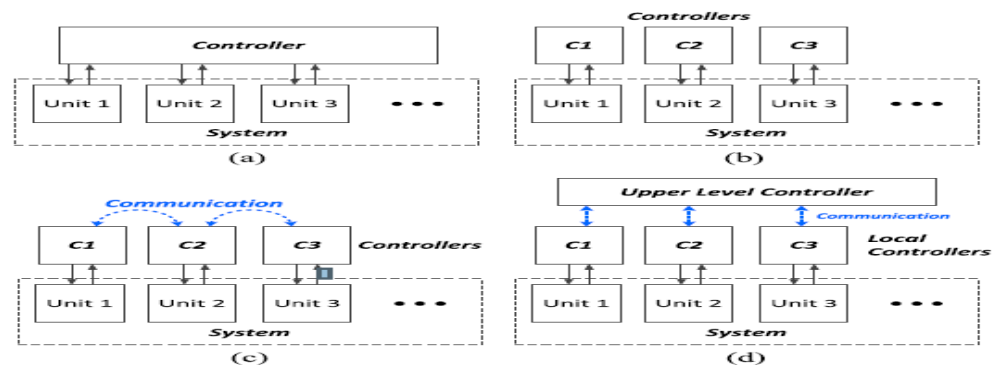 Controller
Unit 1 Unit 2 Unit 3
System
(a)
Controllers
C1 C2 C3
Unit 1 Unit 2 Unit 3
System
(b)
Communication
C1 C2 C3 Controllers
Unit 1 Unit 2 Unit 3
System
(c)
Upper Level Controller
Communication
C1 C2 C3 Local
Controllers
Unit 1 Unit 2 Unit 3
System
(d)